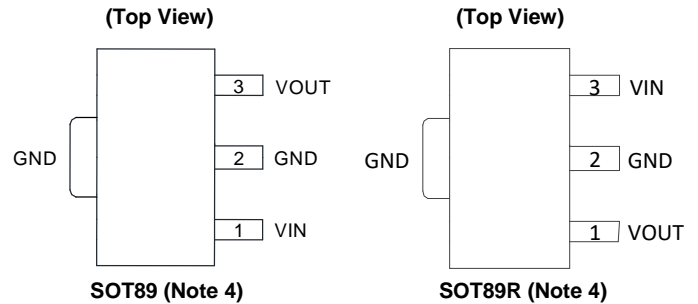 (Top View)
3 VOUT
GND
2 GND
1 VIN
SOT89 (Note 4)
(Top View)
3 VIN
GND
2 GND
1 VOUT
SOT89R (Note 4)